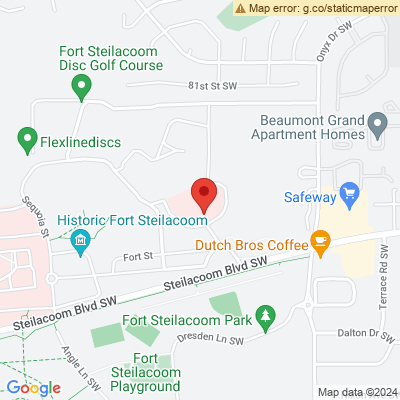 Map error: g.co/staticmaperror
Onyx Dr SW
Fort Steilacoom
Disc Golf Course
81st St SW
Beaumont Grand
Apartment Homes
Flexlinediscs
Safeway
Sequoia St
Historic Fort Steilacoom
Dutch Bros Coffee
Fort St
Steilacoom Blvd SW
Terrace Rd SW
Steilacoom Blvd SW
Fort Steilacoom Park
Dresden Ln SW
Dalton Dr SW
Angle Ln SW
Fort
Steilacoom
Playground
Google
Map data ©2024